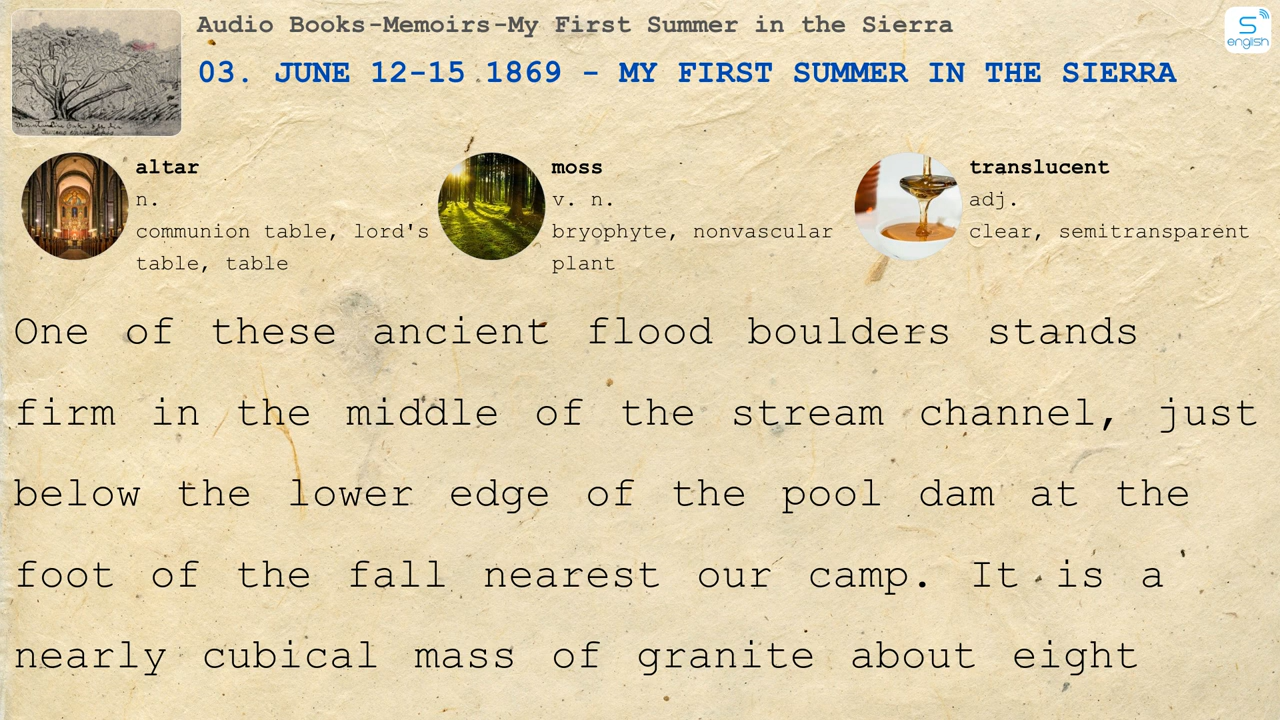 Audio Books-Memoirs-My First Summer in the Sierra
03. JUNE 12-15 1869 - MY FIRST SUMMER IN THE SIERRA
S
english
altar
n.
communion table, lord's
table, table
moss
v. n.
bryophyte, nonvascular
plant
translucent
adj.
clear, semitransparent
One of these ancient flood boulders stands
firm in the middle of the stream channel, just
below the lower edge of the pool dam at the
foot of the fall nearest our camp. It is a
nearly cubical mass of granite about eight